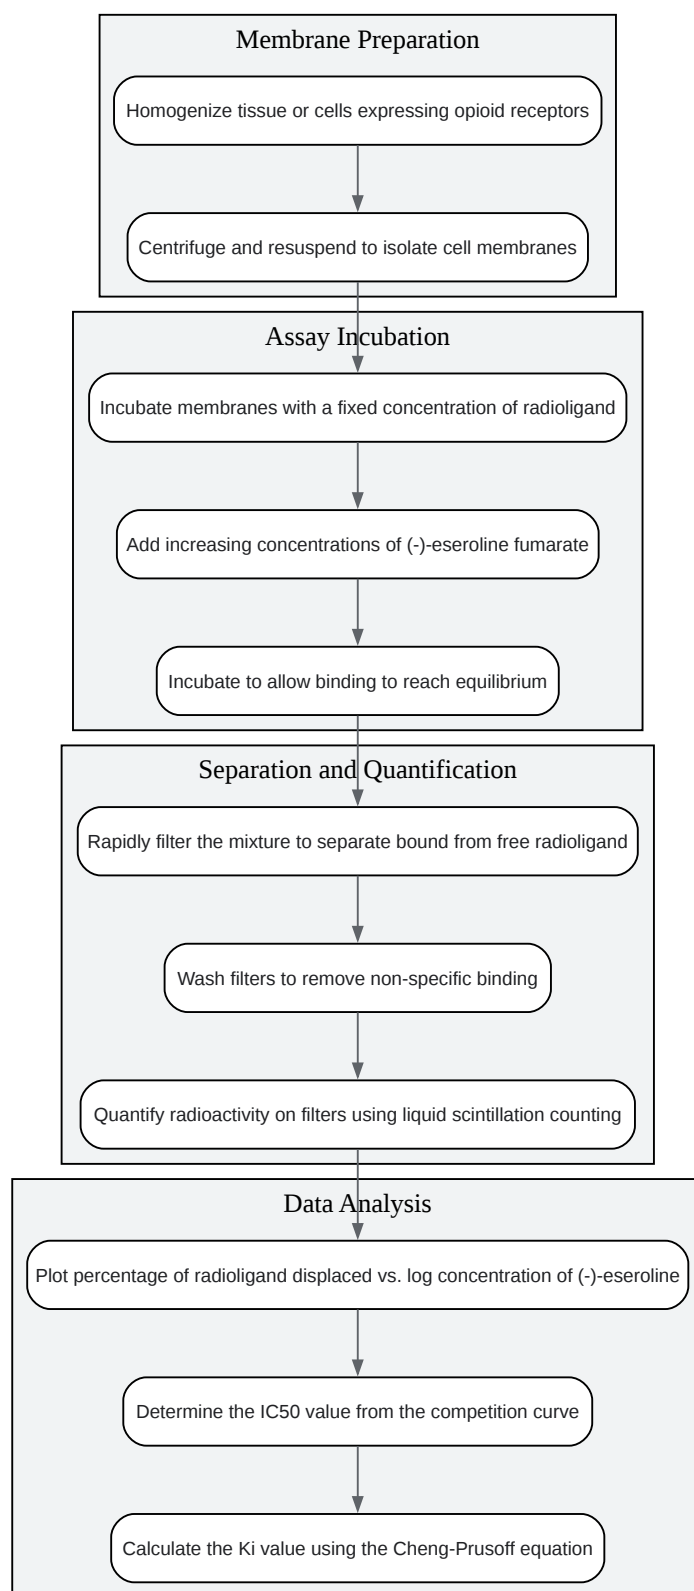 Membrane Preparation
Homogenize tissue or cells expressing opioid receptors
Centrifuge and resuspend to isolate cell membranes
Assay Incubation
Incubate membranes with a fixed concentration of radioligand
Add increasing concentrations of (-)-eseroline fumarate
Incubate to allow binding to reach equilibrium
Separation and Quantification
Rapidly filter the mixture to separate bound from free radioligand
Wash filters to remove non-specific binding
Quantify radioactivity on filters using liquid scintillation counting
Data Analysis
Plot percentage of radioligand displaced vs. log concentration of (-)-eseroline
Determine the IC50 value from the competition curve
Calculate the Ki value using the Cheng-Prusoff equation